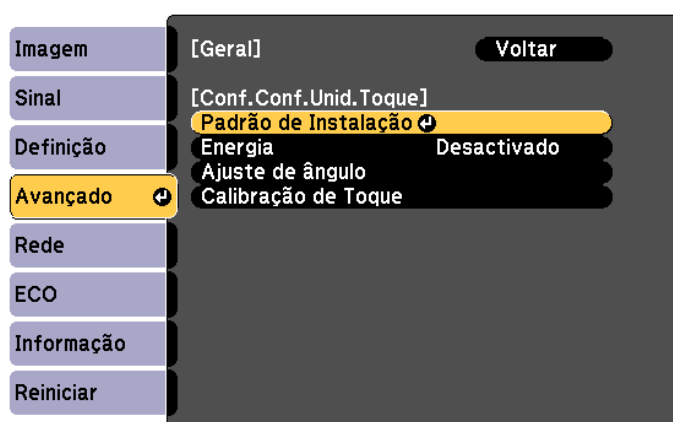 Imagem
Sinal
Definição
Avançado
Rede
ECO
Informação
Reiniciar
[Geral] Voltar
[Conf.Conf.Unid.Toque]
Padrão de Instalação
Energia Desactivado
Ajuste de ângulo
Calibração de Toque